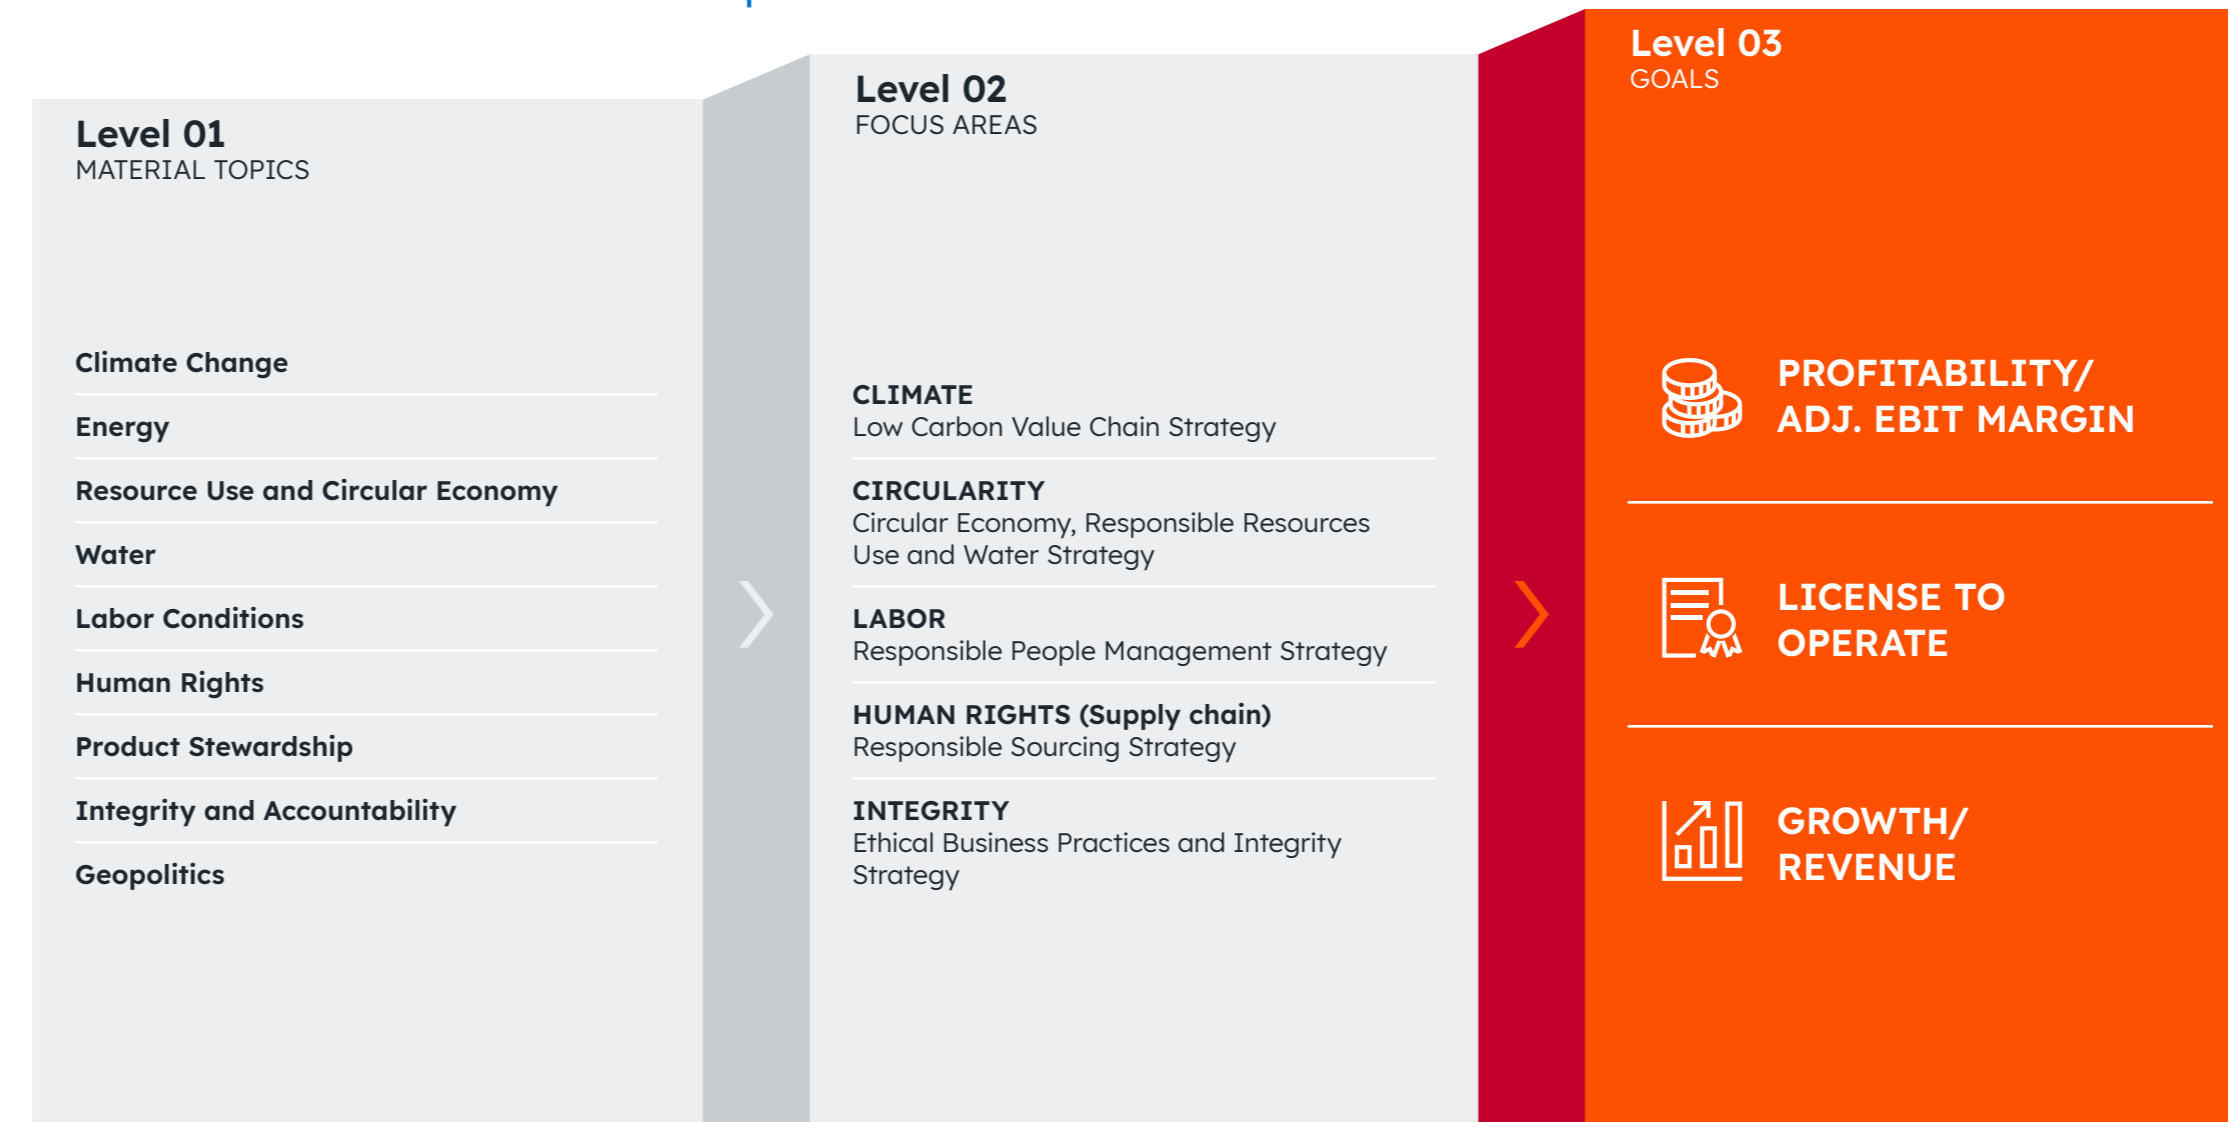 Level 01
MATERIAL TOPICS
Climate Change
Energy
Resource Use and Circular Economy
Water
Labor Conditions
Human Rights
Product Stewardship
Integrity and Accountability
Geopolitics
Level 02
FOCUS AREAS
CLIMATE
Low Carbon Value Chain Strategy
CIRCULARITY
Circular Economy, Responsible Resources
Use and Water Strategy
LABOR
Responsible People Management Strategy
HUMAN RIGHTS (Supply chain)
Responsible Sourcing Strategy
INTEGRITY
Ethical Business Practices and Integrity
Strategy
Level 03
GOALS
PROFITABILITY/
ADJ. EBIT MARGIN
LICENSE TO
OPERATE
GROWTH/
REVENUE